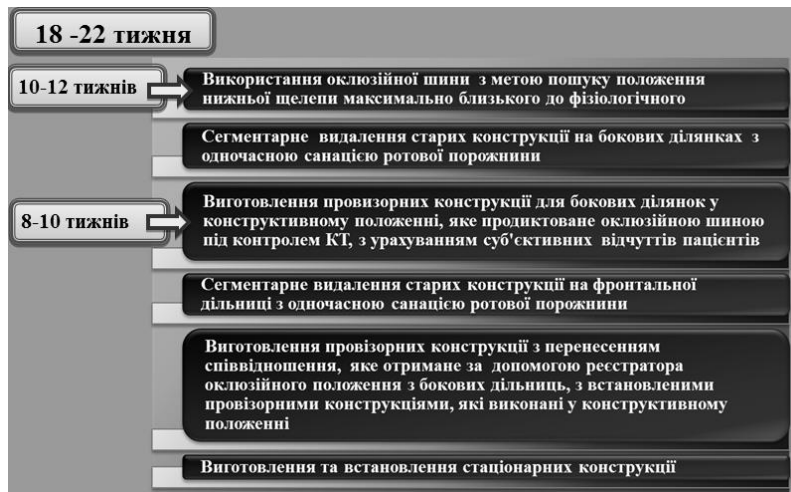 18 -22 тижня
10-12 тижнів
Використання оклюзійної шини з метою пошуку положення
нижньої щелепи максимально близького до фізіологічного
Сегментарне видалення старих конструкції на бокових ділянках з
одночасною санацією ротової порожнини
8-10 тижнів
Виготовлення провизорних конструкції для бокових ділянок у
конструктивному положенні, яке продиктоване оклюзійною шиною
під контролем КТ, з урахуванням суб'єктивних відчуттів пацієнтів
Сегментарне видалення старих конструкції на фронтальної
дільниці з одночасною санацією ротової порожнини
Виготовлення провізорних конструкції з перенесенням
співвідношення, яке отримане за допомогою реєстратора
оклюзійного положення з бокових дільниць, з встановленими
провізорними конструкціями, які виконані у конструктивному
положенні
Виготовлення та встановлення стаціонарних конструкції